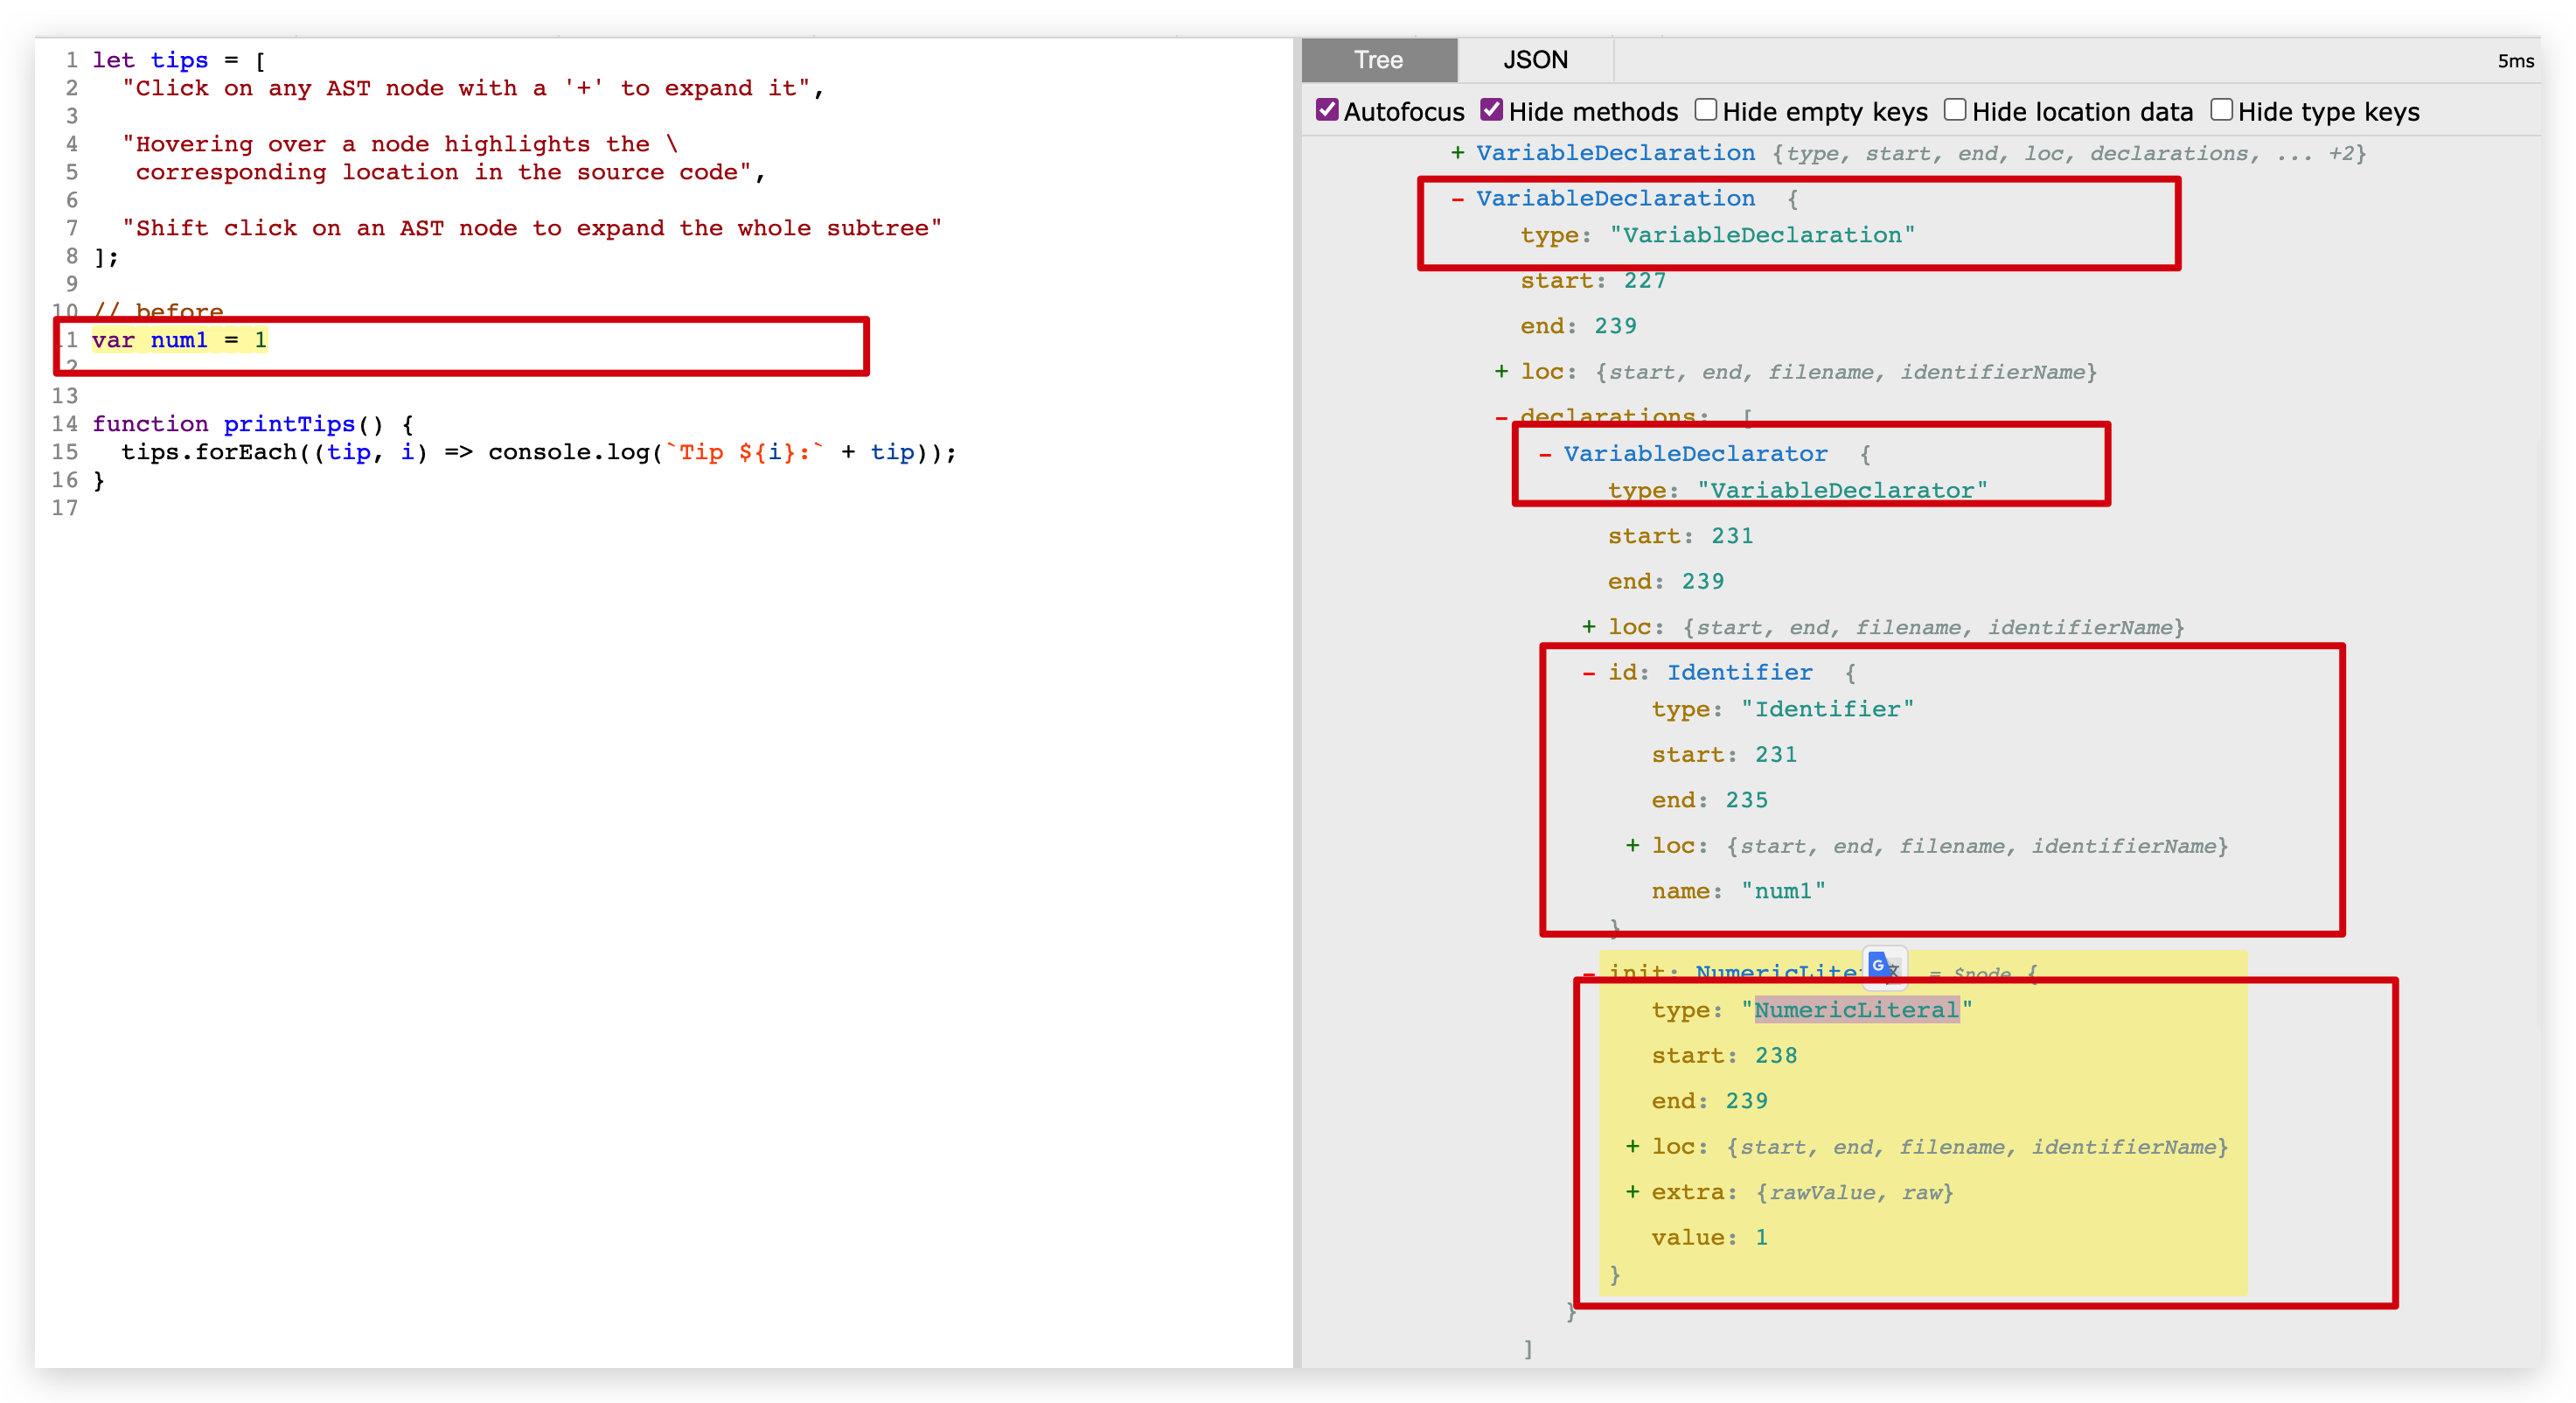 1 let tips = [
2 "Click on any AST node with a '+' to expand it",
3
4 "Hovering over a node highlights the \
5 corresponding location in the source code",
6
7 "Shift click on an AST node to expand the whole subtree"
8 ];
9
10 // before
11 var num1 = 1
2
13
14 function printTips() {
15 tips.forEach((tip, i) => console.log(`Tip ${i}:` + tip));
16 }
17
Tree JSON 5ms
Autofocus Hide methods Hide empty keys Hide location data Hide type keys
+ VariableDeclaration {type, start, end, loc, declarations, ... +2}
- VariableDeclaration {
type: "VariableDeclaration"
start: 227
end: 239
+ loc: {start, end, filename, identifierName}
- declarations: [
- VariableDeclarator {
type: "VariableDeclarator"
start: 231
end: 239
+ loc: {start, end, filename, identifierName}
- id: Identifier {
type: "Identifier"
start: 231
end: 235
+ loc: {start, end, filename, identifierName}
name: "num1"
}
- init: = $node {
type: "NumericLiteral"
start: 238
end: 239
+ loc: {start, end, filename, identifierName}
+ extra: {rawValue, raw}
value: 1
}
}
]